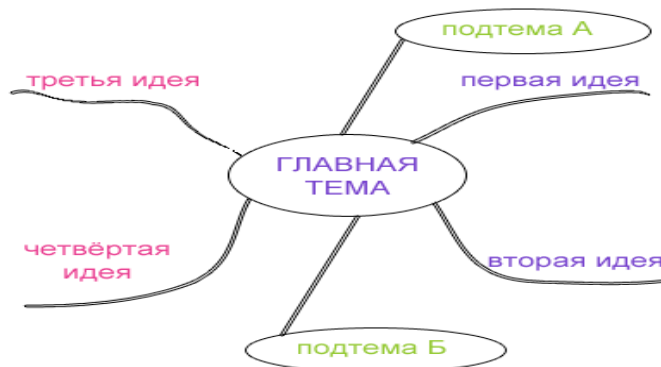 подтема А
третья идея
первая идея
ГЛАВНАЯ
ТЕМА
четвёртая
идея
вторая идея
подтема Б